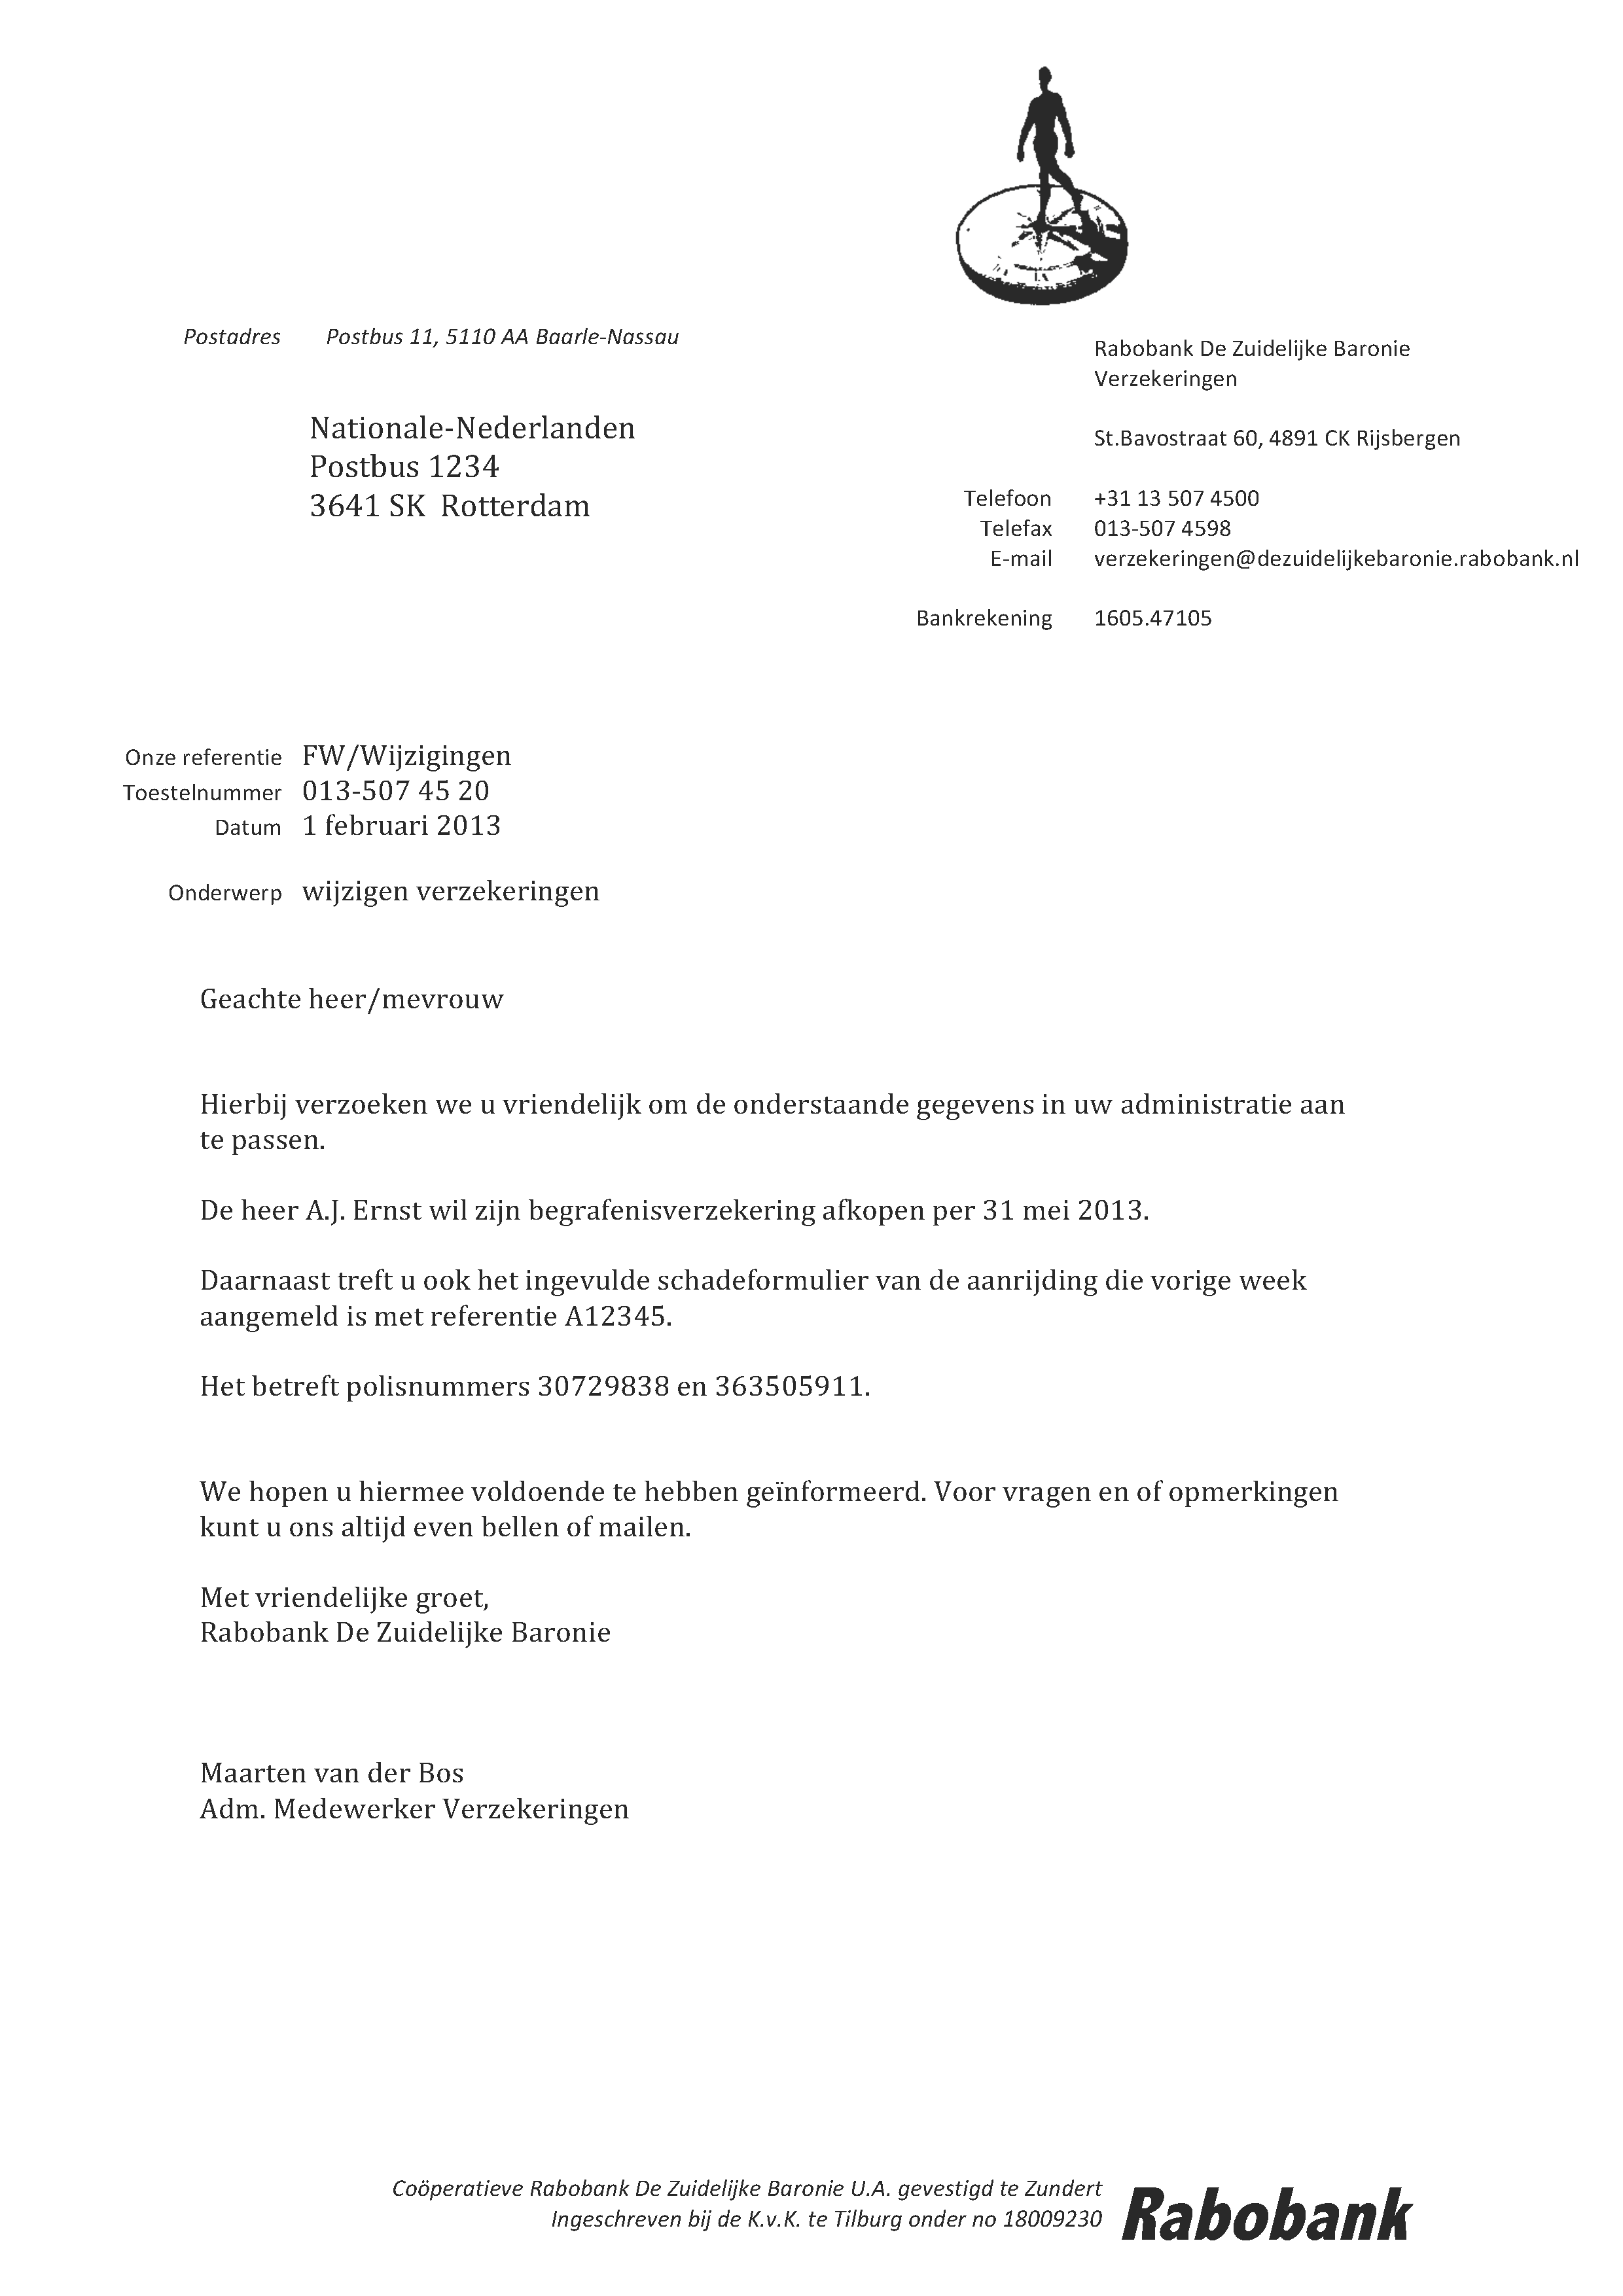 Postadres Postbus 11, 5110 AA Baarle-Nassau
Rabobank De Zuidelijke Baronie
Verzekeringen
St.Bavostraat 60, 4891 CK Rijsbergen
Telefoon +31 13 507 4500
Telefax 013-507 4598
E-mail verzekeringen@dezuidelijkebaronie.rabobank.nl
Bankrekening 1605.47105
Nationale-Nederlanden
Postbus 1234
3641 SK Rotterdam
Onze referentie FW/Wijzigingen
Toestelnummer 013-507 45 20
Datum 1 februari 2013
Onderwerp wijzigen verzekeringen
Geachte heer/mevrouw
Hierbij verzoeken we u vriendelijk om de onderstaande gegevens in uw administratie aan
te passen.
De heer A.J. Ernst wil zijn begrafenisverzekering afkopen per 31 mei 2013.
Daarnaast treft u ook het ingevulde schadeformulier van de aanrijding die vorige week
aangemeld is met referentie A12345.
Het betreft polisnummers 30729838 en 363505911.
We hopen u hiermee voldoende te hebben geïnformeerd. Voor vragen en of opmerkingen
kunt u ons altijd even bellen of mailen.
Met vriendelijke groet,
Rabobank De Zuidelijke Baronie
Maarten van der Bos
Adm. Medewerker Verzekeringen
Coöperatieve Rabobank De Zuidelijke Baronie U.A. gevestigd te Zundert
Ingeschreven bij de K.v.K. te Tilburg onder no 18009230
Rabobank